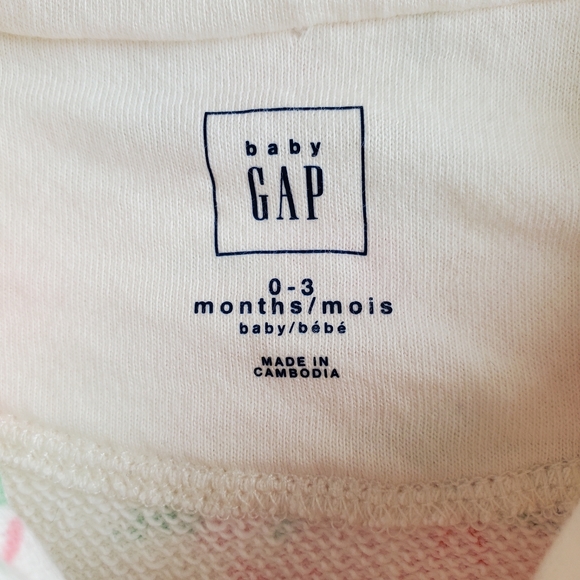 baby
GAP
0-3
months/mois
baby/bébé
MADE IN
CAMBODIA